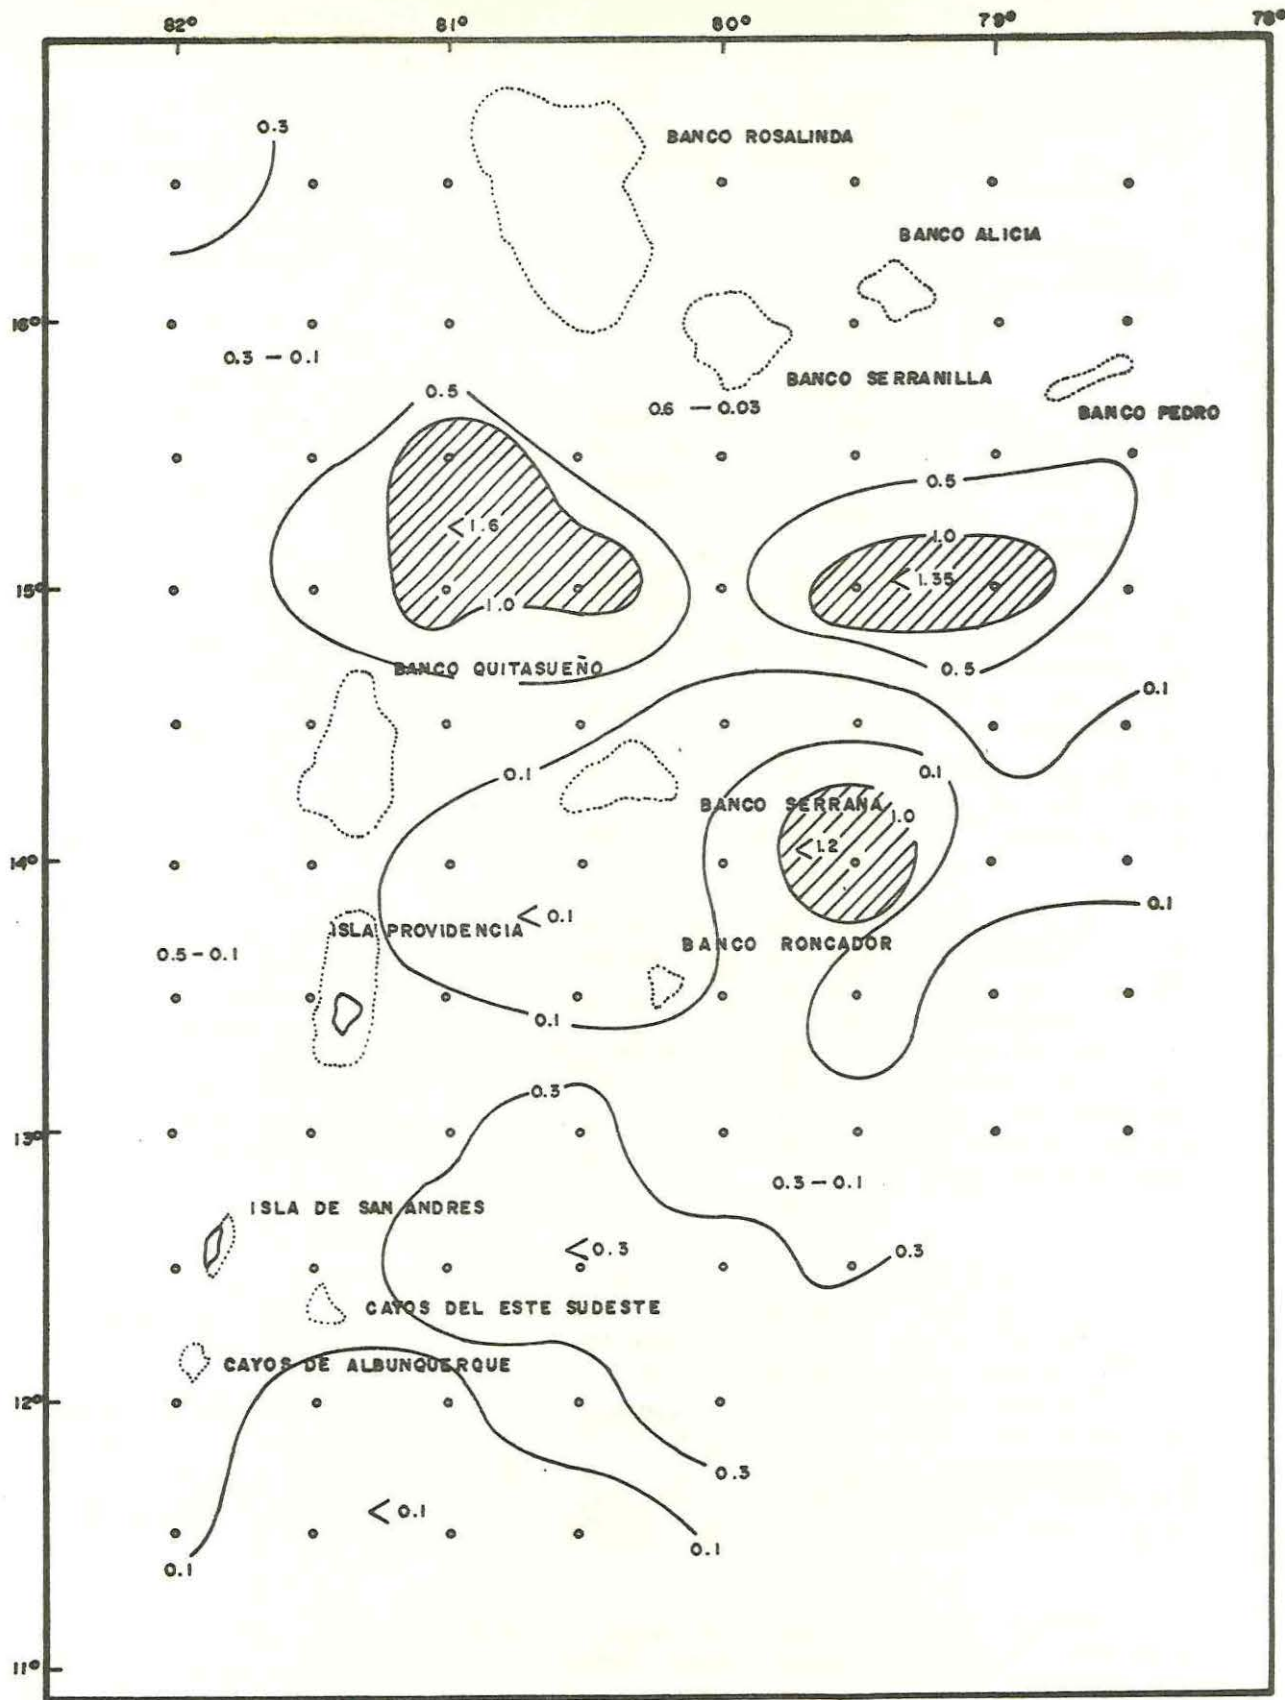 82° 81° 80° 79° 78°
0.3
BANCO ROSALINDA
BANCO ALICIA
16°
0.3 — 0.1
BANCO SERRANILLA
0.5
0.6 — 0.03
BANCO PEDRO
0.5
<1.6
1.0
<1.35
15°
1.0
BANCO QUITASUEÑO
0.5
0.1
0.1
0.1
BANCO SERRANA
1.0
<1.2
14°
0.1
<0.1
ISLA PROVIDENCIA
BANCO RONCADOR
0.5-0.1
0.1
0.3
13°
0.3-0.1
ISLA DE SAN ANDRES
<0.3
0.3
CAYOS DEL ESTE SUDESTE
CAYOS DE ALBUNQUERQUE
12°
0.3
<0.1
0.1
0.1
11°